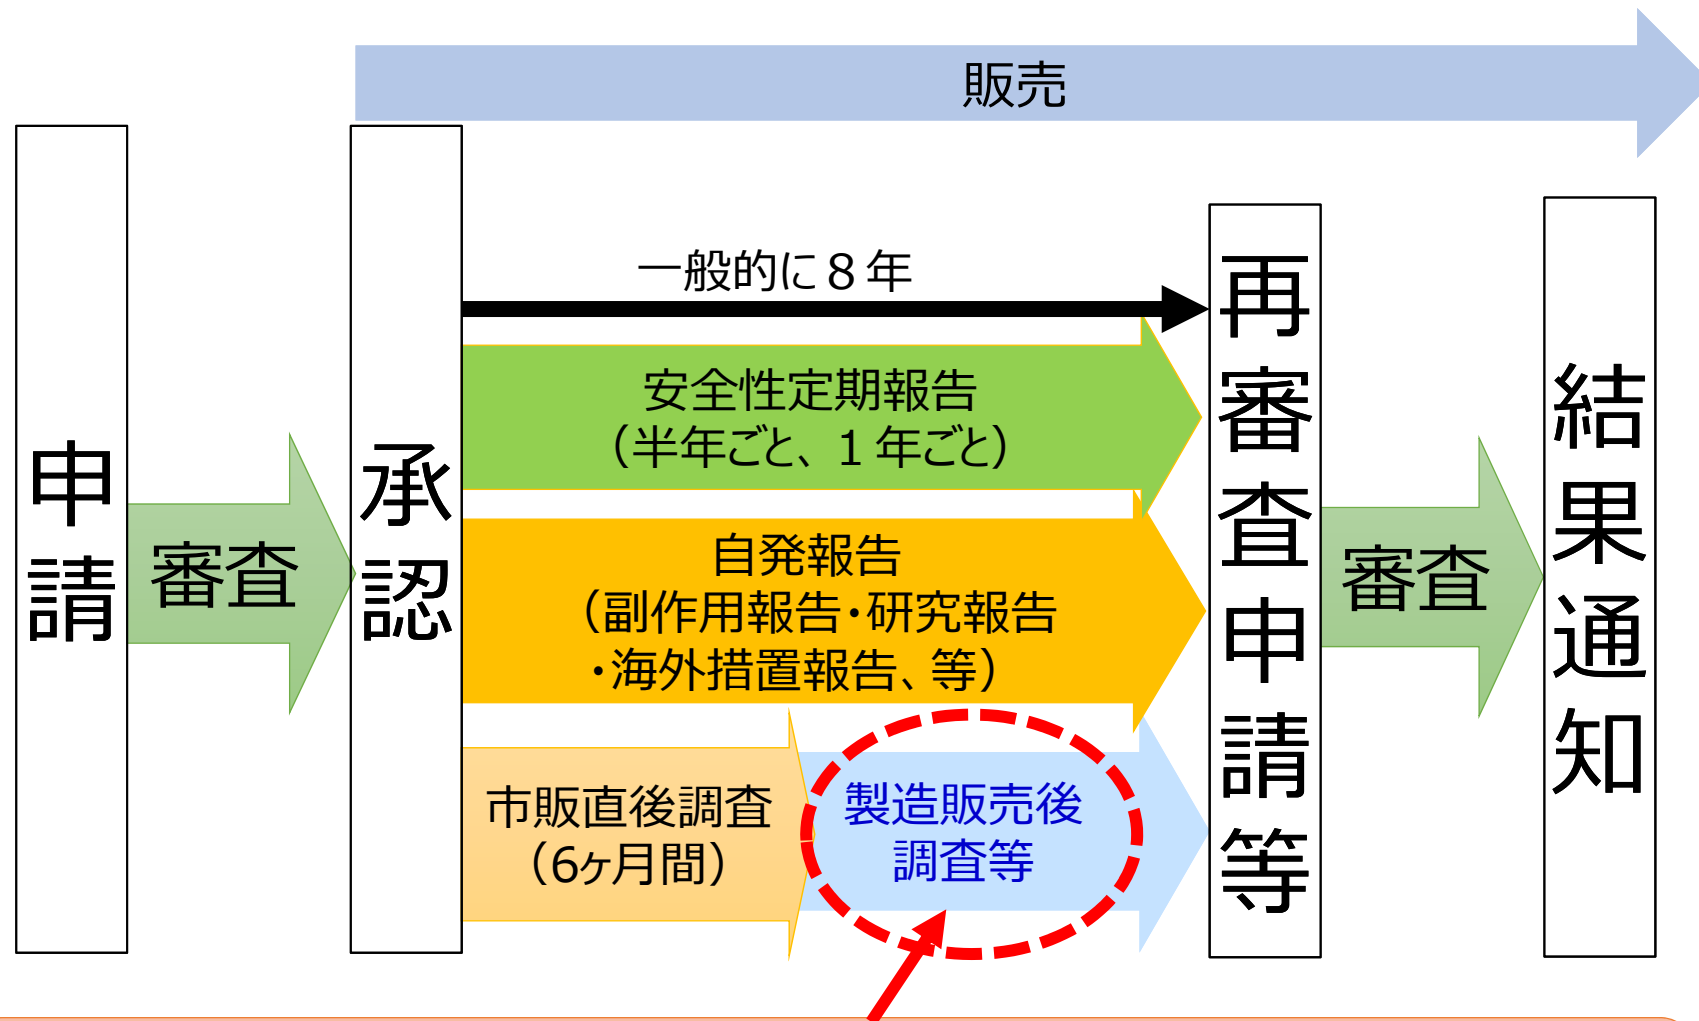 販売
申請
審査
承認
一般的に８年
安全性定期報告
（半年ごと、１年ごと）
自発報告
（副作用報告・研究報告
・海外措置報告、等）
市販直後調査
（6ヶ月間）
製造販売後
調査等
再審査申請等
審査
結果通知